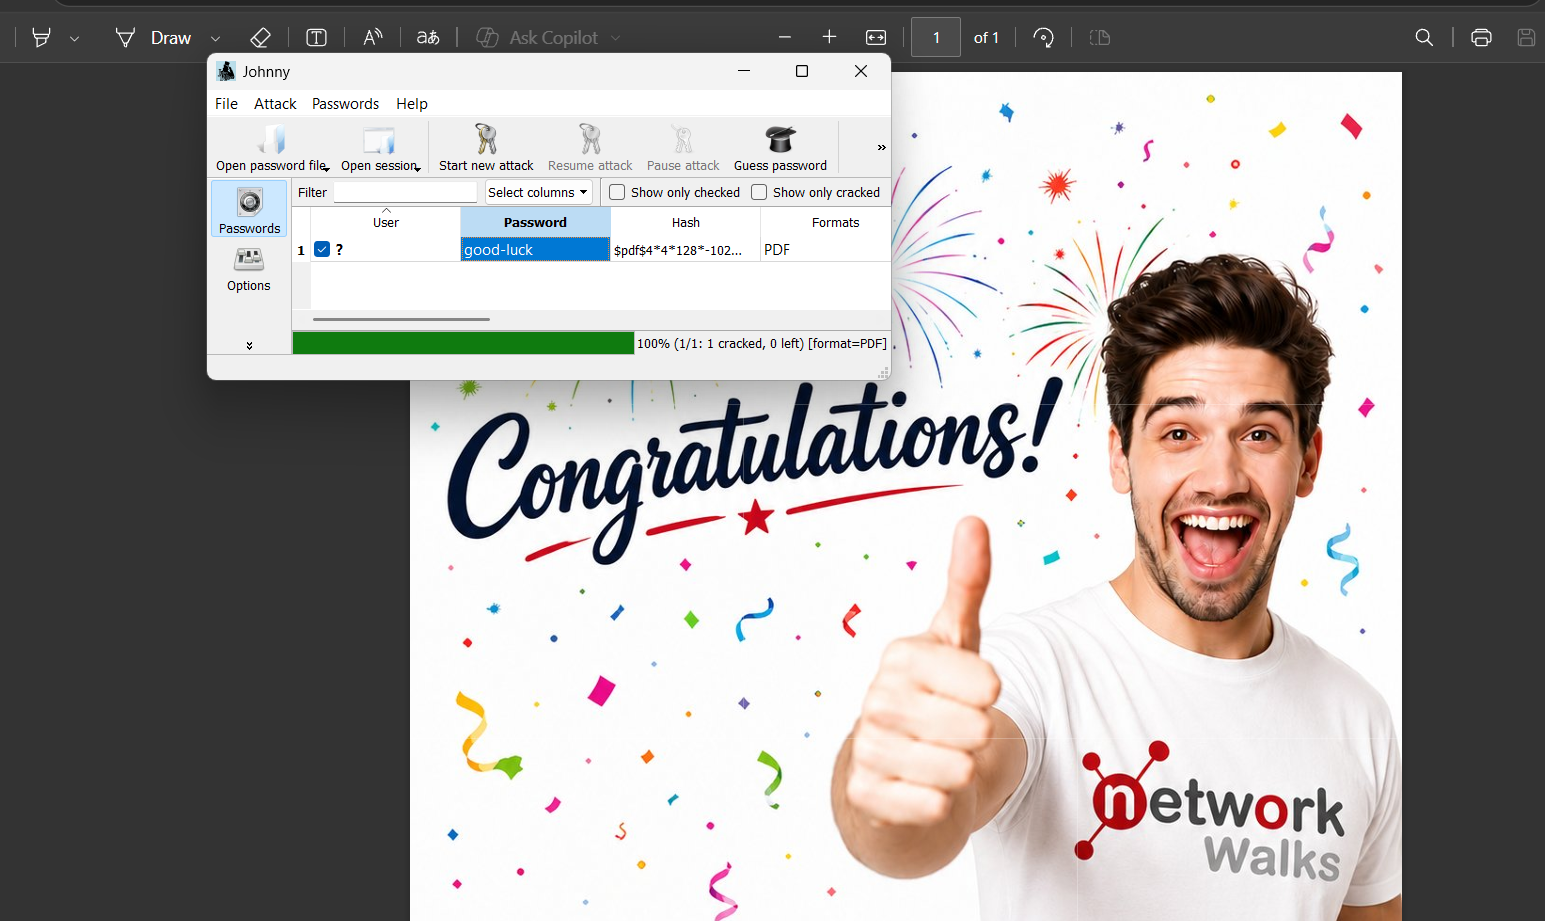 Draw
Ask Copilot
1 of 1
Johnny
File Attack Passwords Help
Open password file Open session Start new attack Resume attack Pause attack Guess password »
Passwords
Options
Filter Select columns Show only checked Show only cracked
User Password Hash Formats
1 ? good-luck $pdf$4*4*128*-102... PDF
100% (1/1: 1 cracked, 0 left) [format=PDF]
Congratulations!
network
Walks